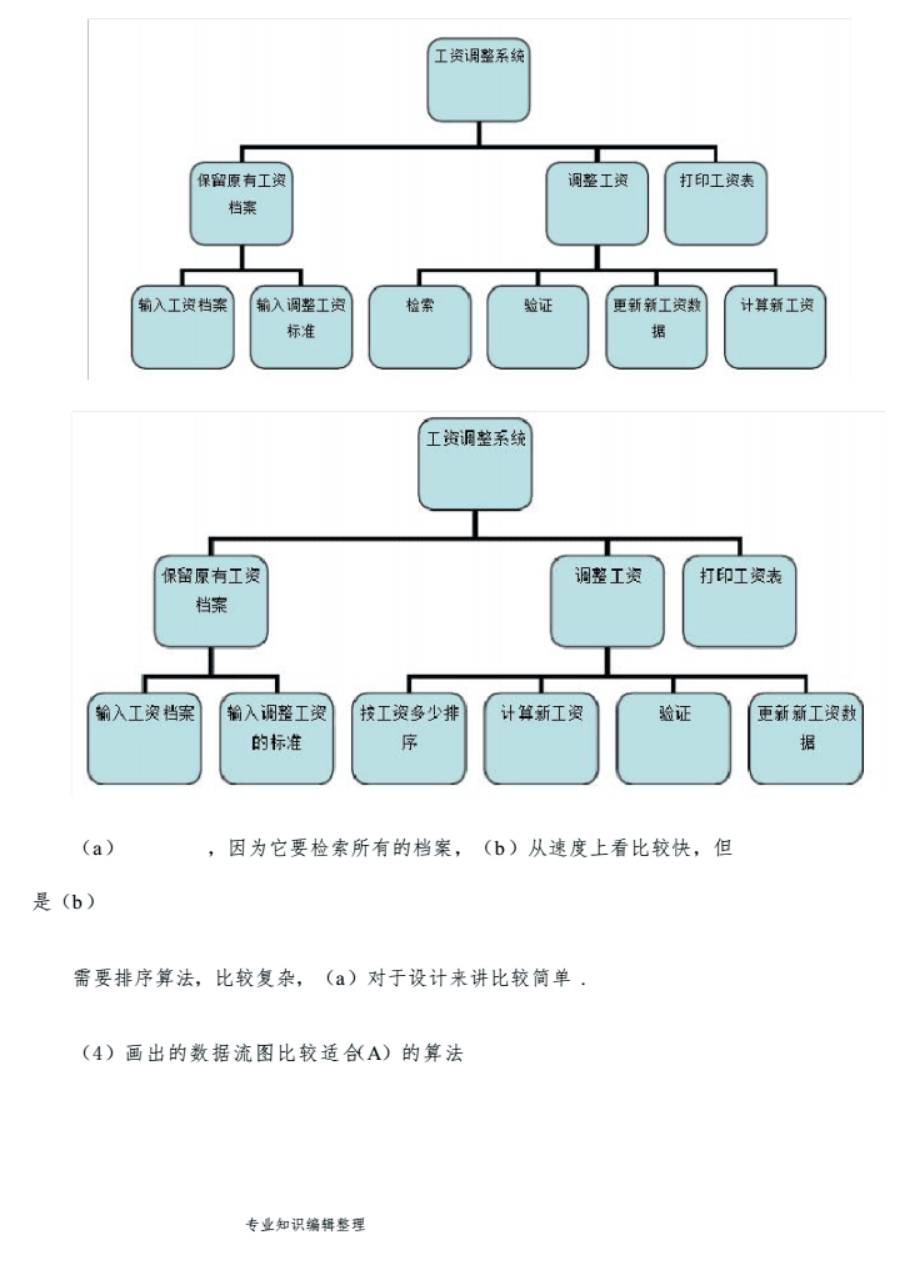 工资调整系统
保留原有工资
档案
调整工资
打印工资表
输入工资档案
输入调整工资
标准
检索
验证
更新新工资数
据
计算新工资
工资调整系统
保留原有工资
档案
调整工资
打印工资表
输入工资档案
输入调整工资
的标准
按工资多少排
序
计算新工资
验证
更新新工资数
据
（a） ，因为它要检索所有的档案，（b）从速度上看比较快，但
是（b）
需要排序算法，比较复杂，（a）对于设计来讲比较简单．
（4）画出的数据流图比较适合（A）的算法
专业知识编辑整理